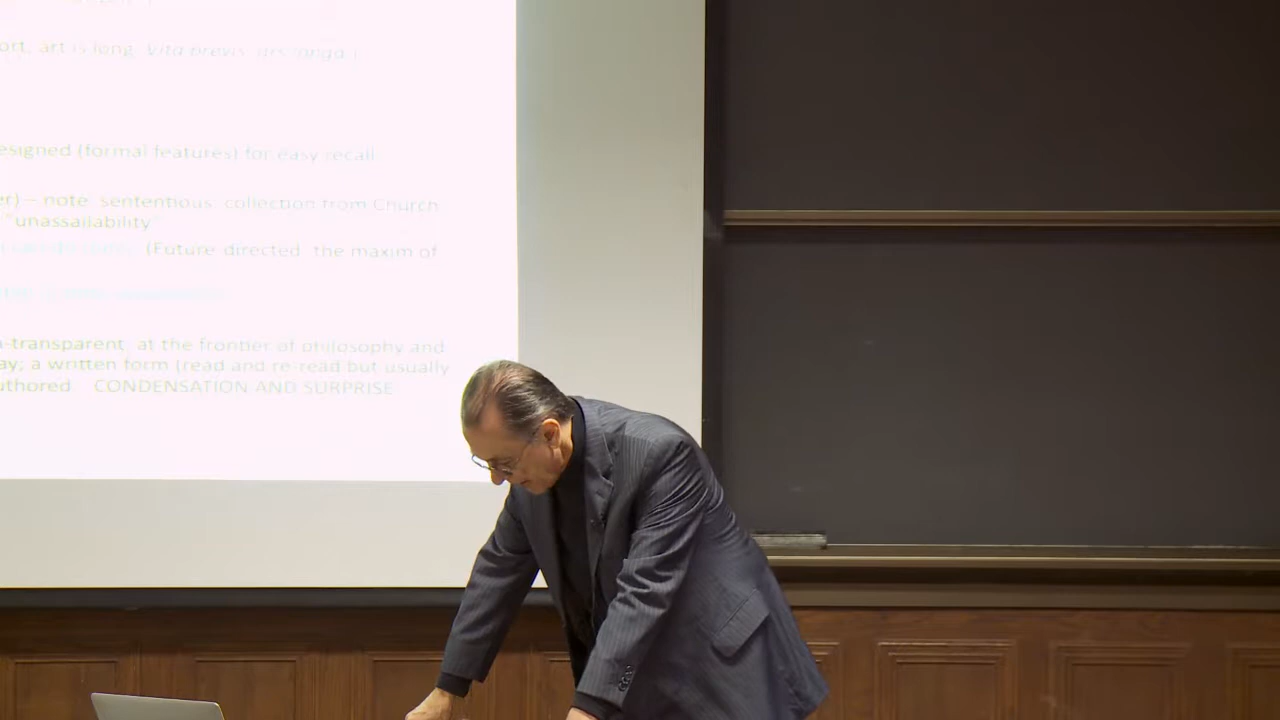 ort, art is long. Vita brevis, ars longa.)
esigned (formal features) for easy recall
er) – note sententious, collection from Church
"unassailability"
(Future directed the maxim of
-transparent at the frontier of philosophy and
ay; a written form (read and re-read but usually
uthored. CONDENSATION AND SURPRISE